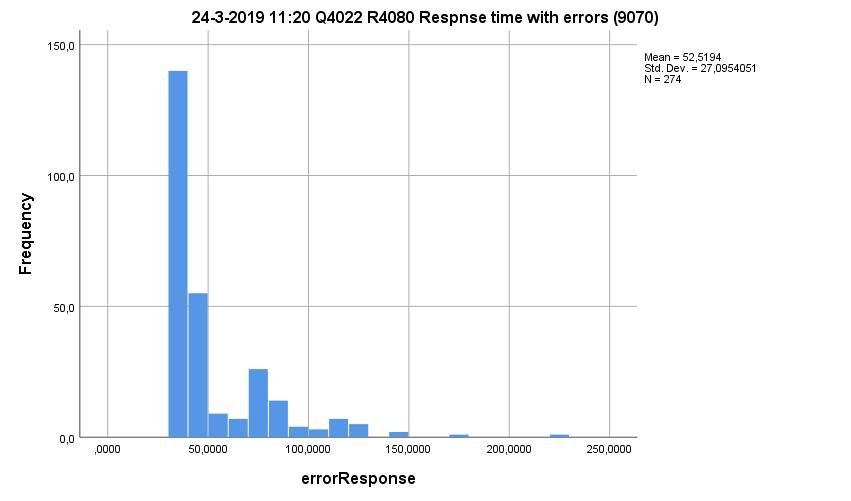 24-3-2019 11:20 Q4022 R4080 Respnse time with errors (9070)
Mean = 52,5194
Std. Dev. = 27,0954051
N = 274
Frequency
150,0
100,0
50,0
0,0
,0000 50,0000 100,0000 150,0000 200,0000 250,0000
errorResponse